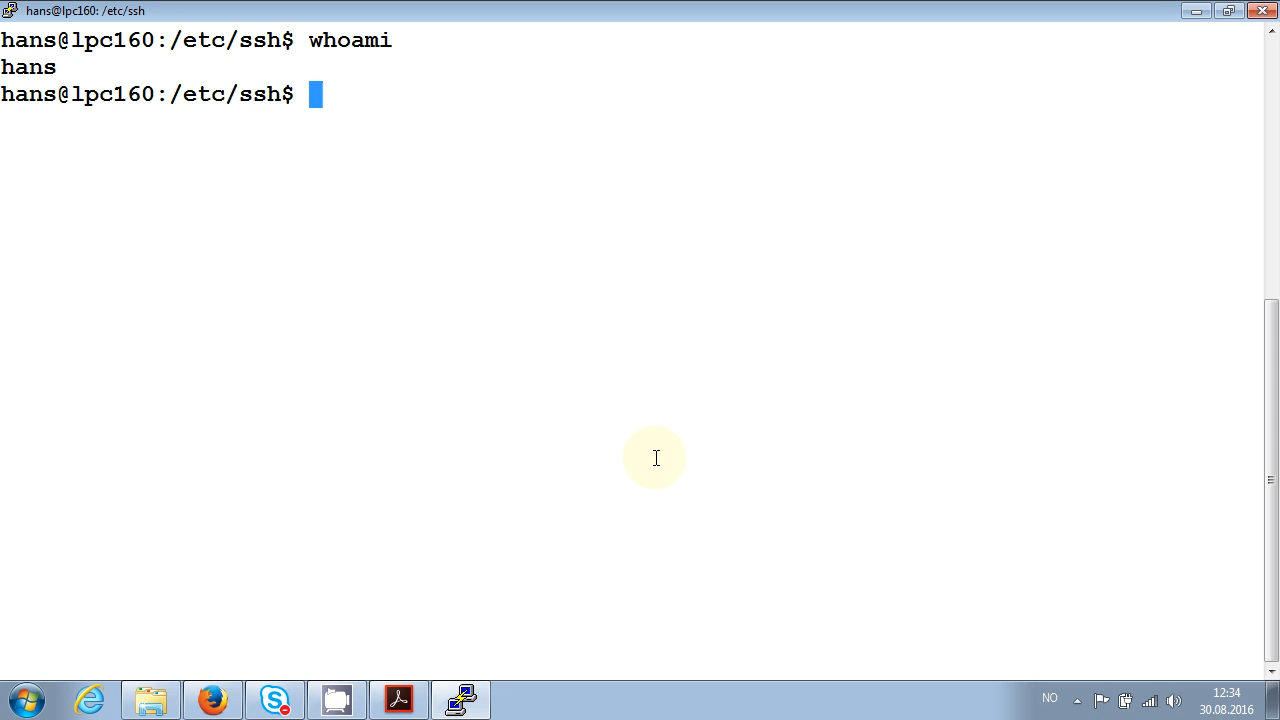 hans@lpc160: /etc/ssh
hans@lpc160:/etc/ssh$ whoami
hans
hans@lpc160:/etc/ssh$
NO
12:34
30.08.2016